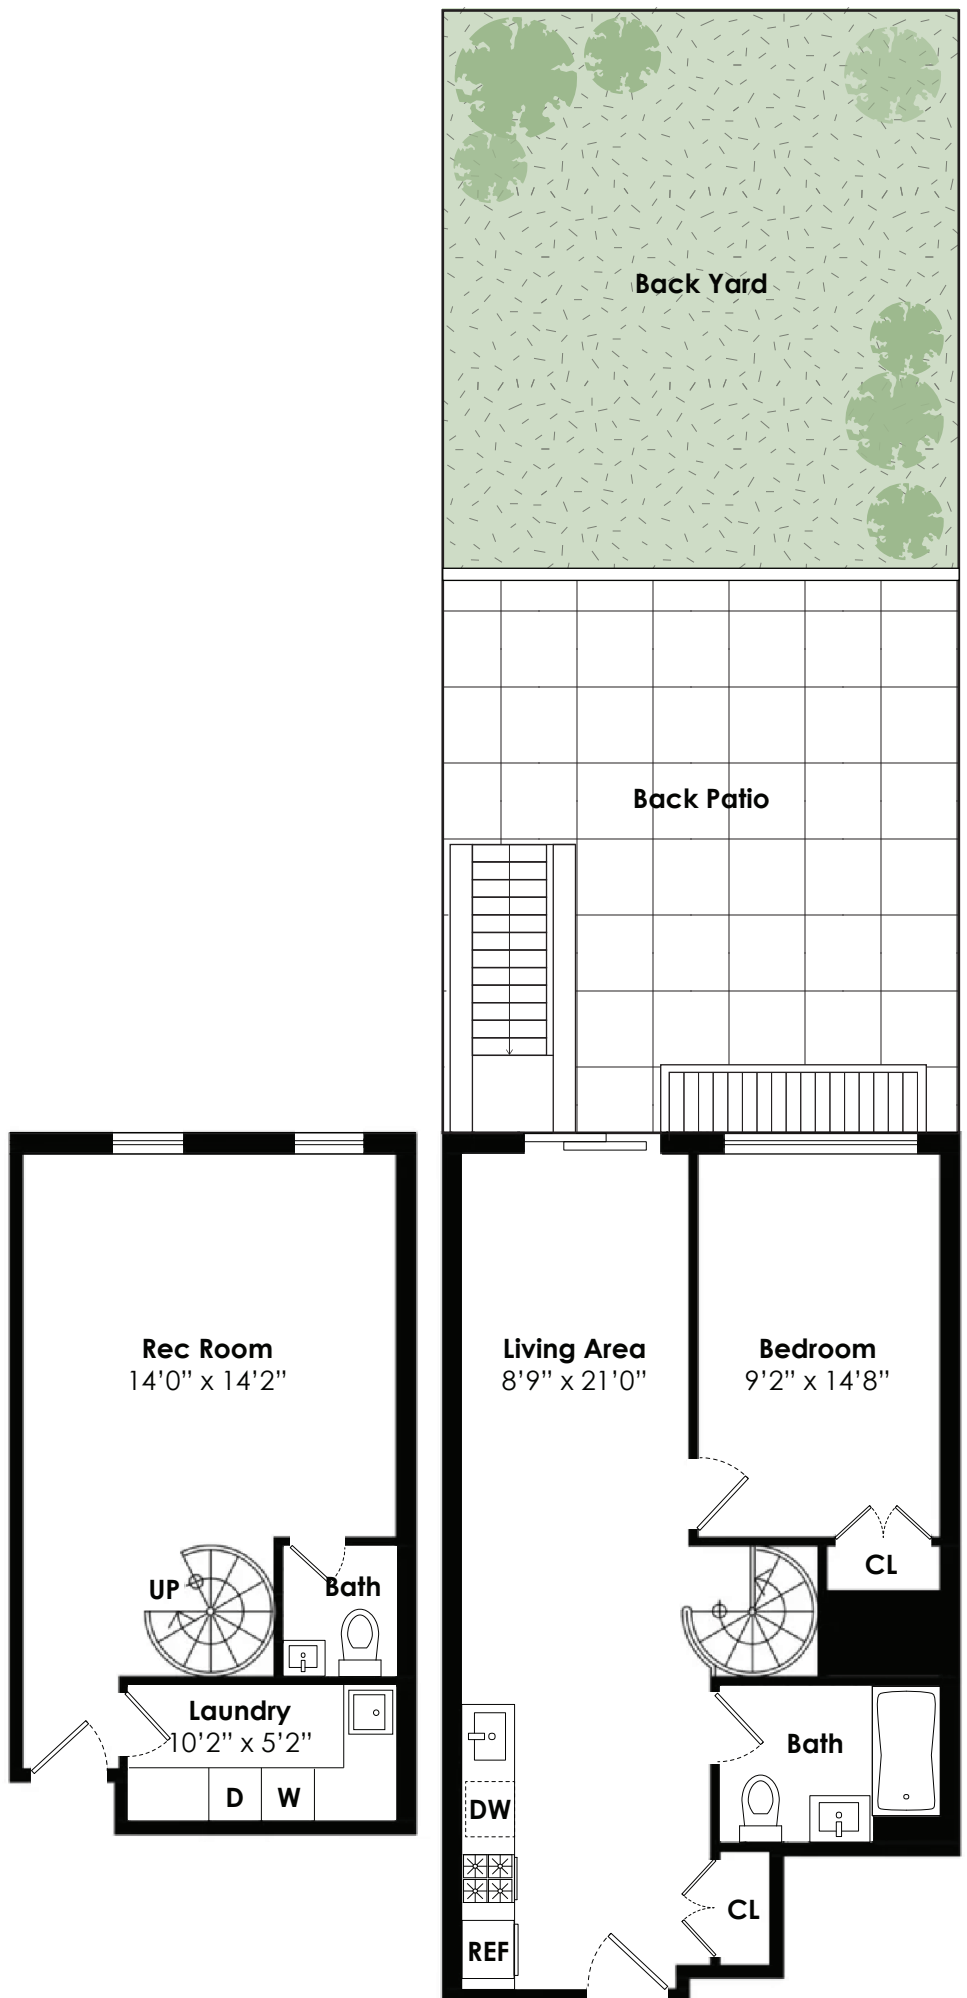 Back Yard
Back Patio
Rec Room
14’0” x 14’2”
UP
Bath
Laundry
10’2” x 5’2”
D
W
Living Area
8’9” x 21’0”
Bedroom
9’2” x 14’8”
CL
Bath
DW
CL
REF